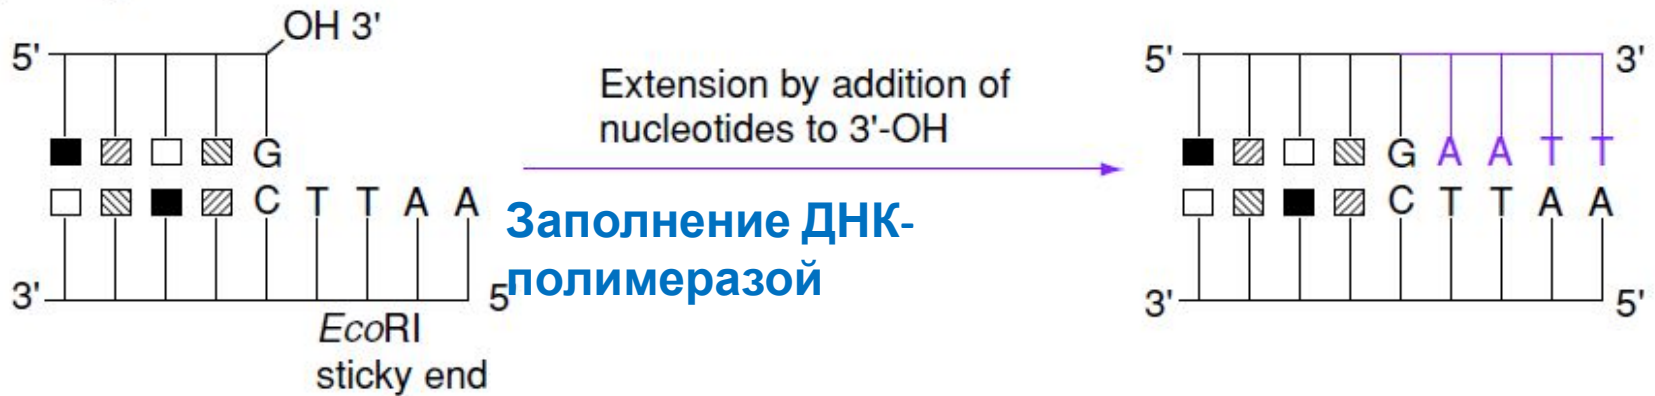 OH 3'
5'
G
C T T A A
3'
5'
EcoRI
sticky end
Extension by addition of
nucleotides to 3'-OH
Заполнение ДНК-
полимеразой
5'
3'
G A A T T
C T T A A
3'
5'